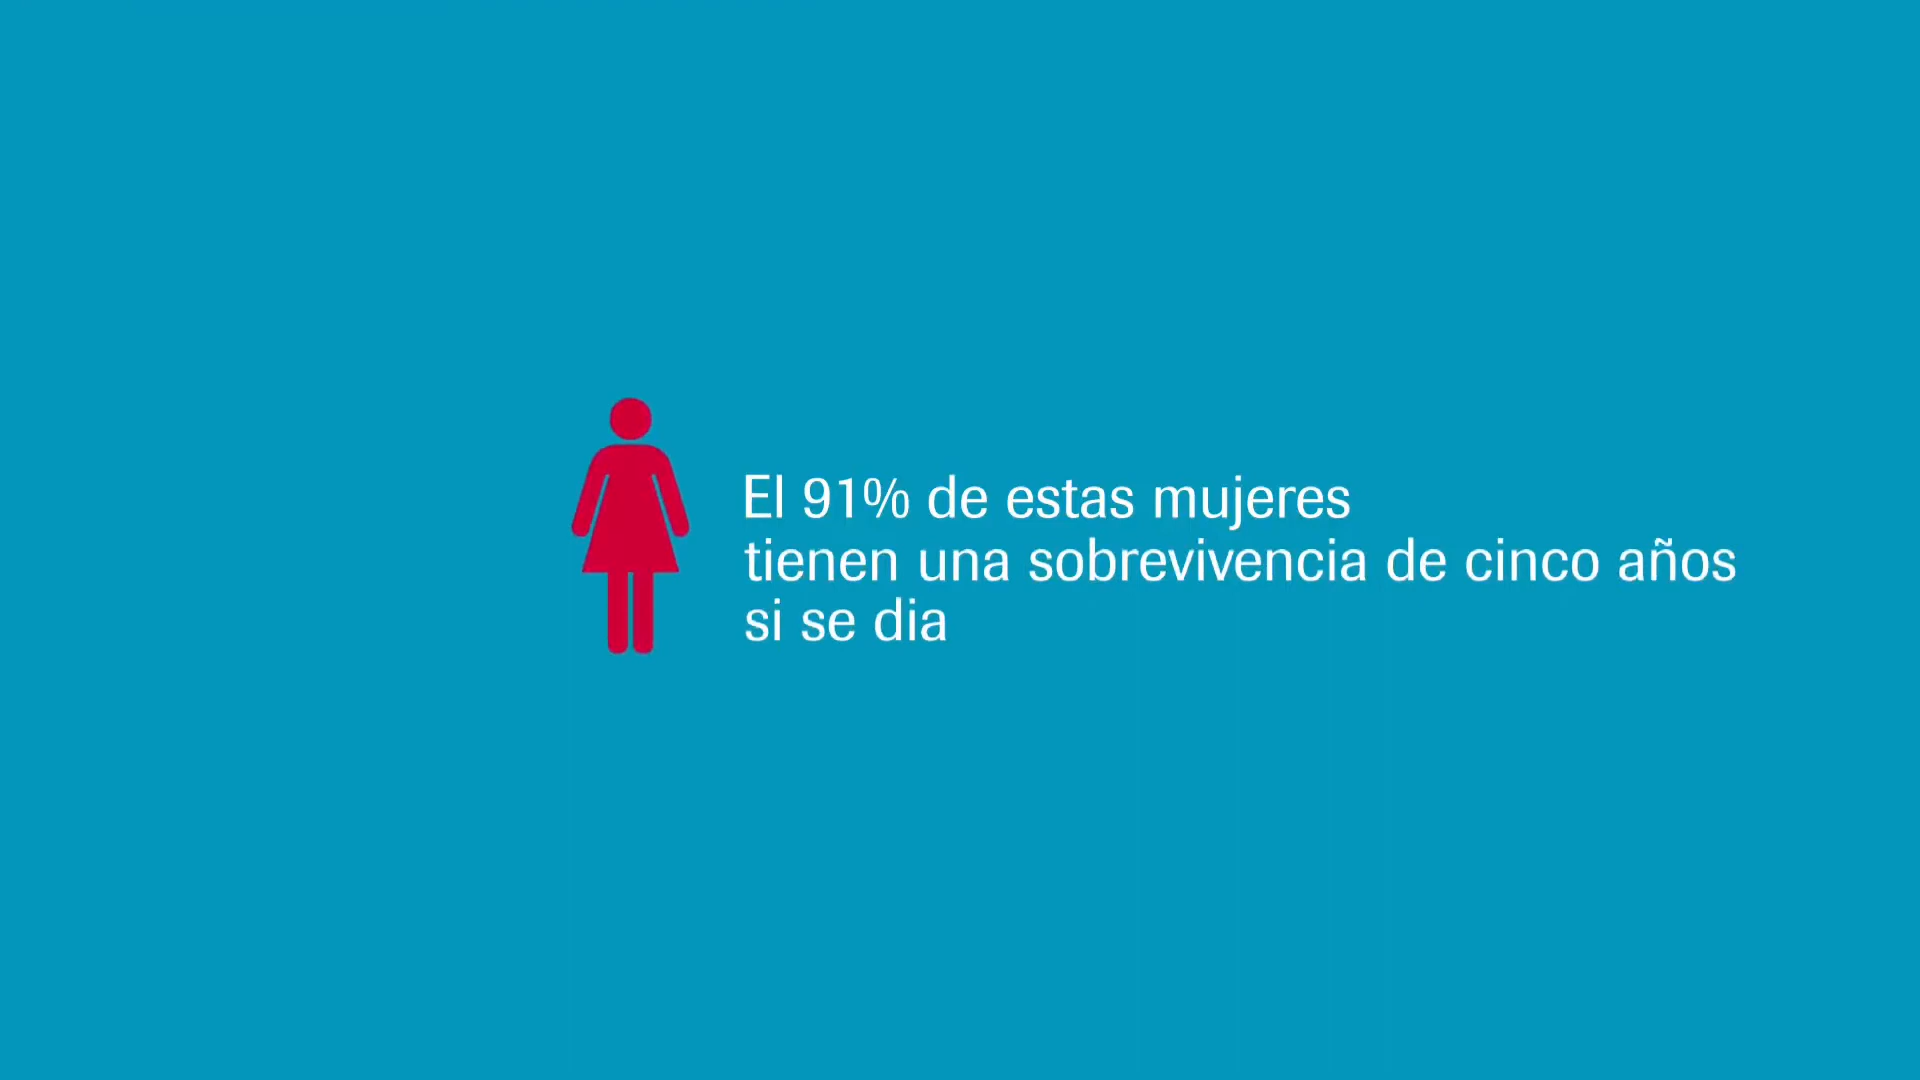 El 91% de estas mujeres
tienen una sobrevivencia de cinco años
si se dia